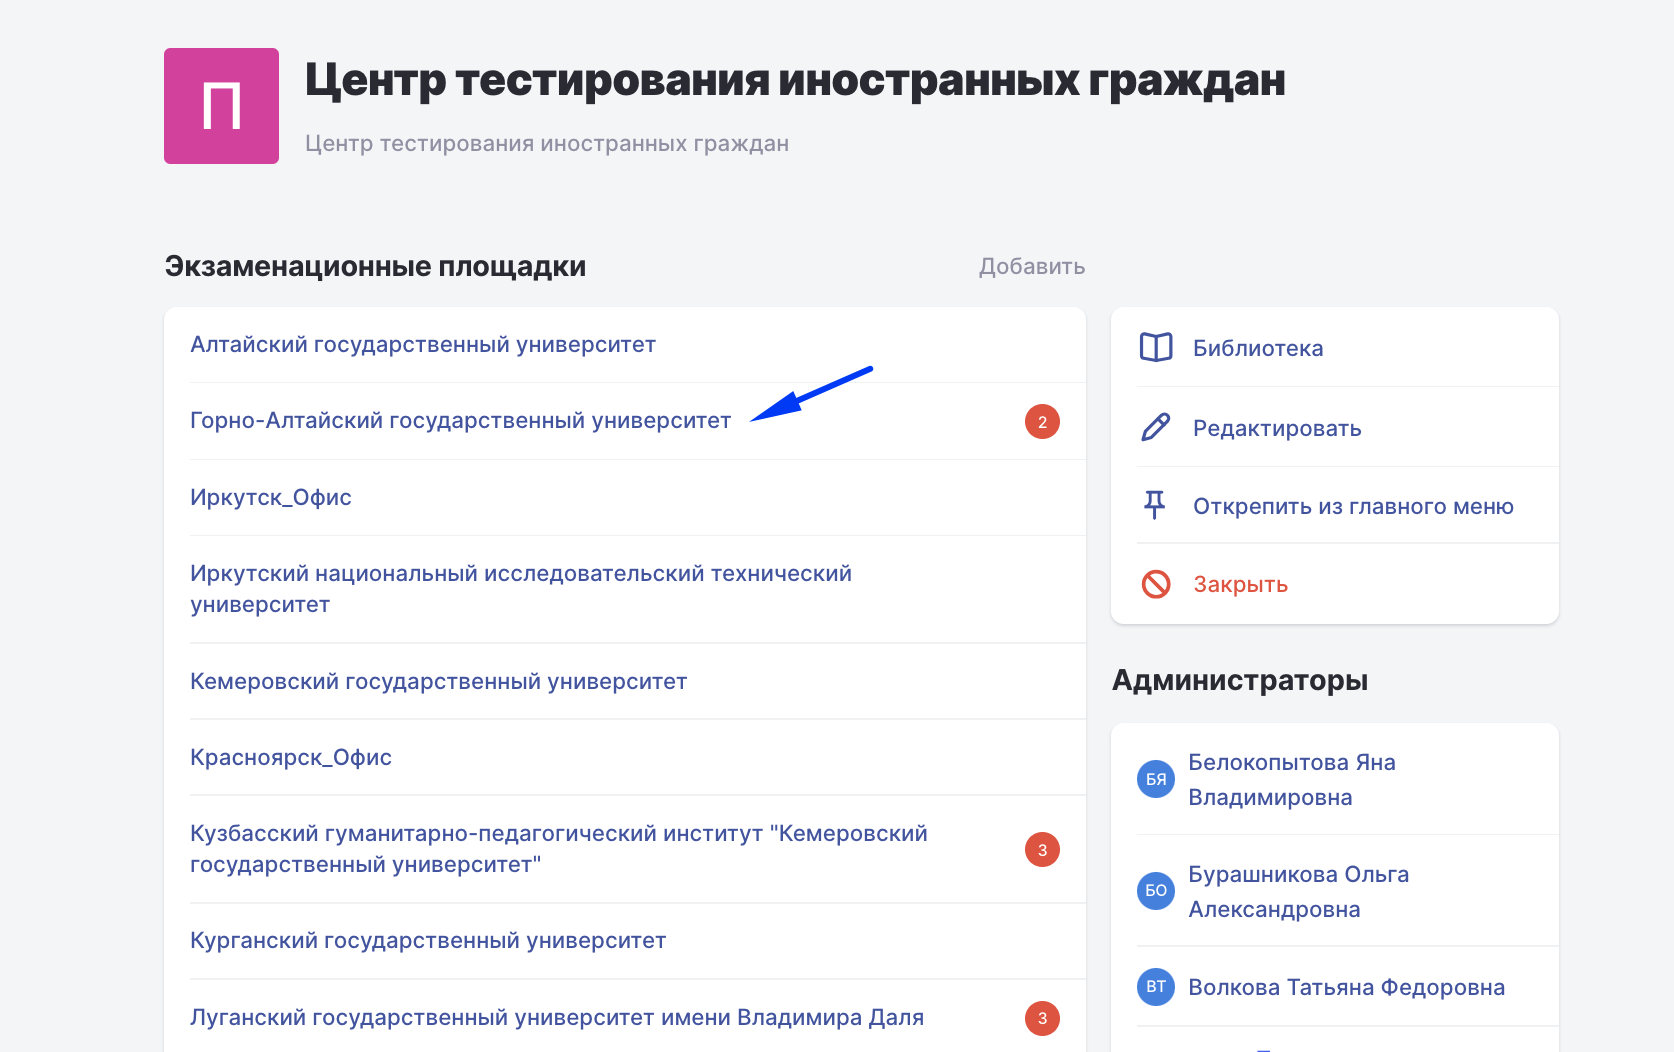 П
Центр тестирования иностранных граждан
Центр тестирования иностранных граждан
Экзаменационные площадки
Добавить
Алтайский государственный университет
Горно-Алтайский государственный университет
2
Иркутск_Офис
Иркутский национальный исследовательский технический
университет
Кемеровский государственный университет
Красноярск_Офис
Кузбасский гуманитарно-педагогический институт "Кемеровский
государственный университет"
3
Курганский государственный университет
Луганский государственный университет имени Владимира Даля
3
Библиотека
Редактировать
Открепить из главного меню
Закрыть
Администраторы
БЯ
Белокопытова Яна
Владимировна
БО
Бурашникова Ольга
Александровна
ВТ
Волкова Татьяна Федоровна